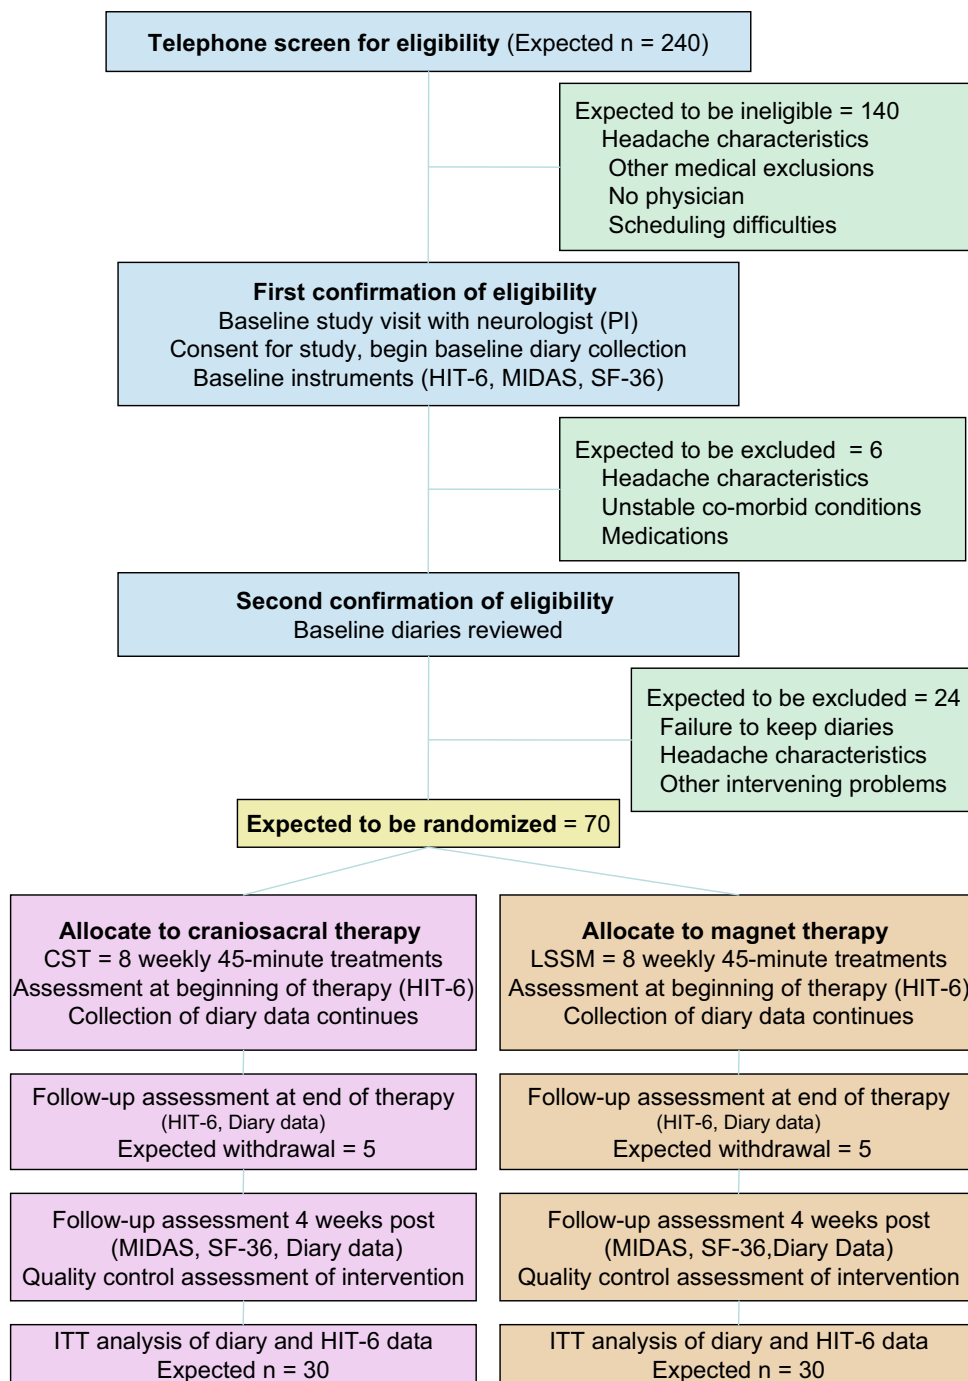 Telephone screen for eligibility (Expected n = 240)
Expected to be ineligible = 140
Headache characteristics
Other medical exclusions
No physician
Scheduling difficulties
First confirmation of eligibility
Baseline study visit with neurologist (PI)
Consent for study, begin baseline diary collection
Baseline instruments (HIT-6, MIDAS, SF-36)
Expected to be excluded = 6
Headache characteristics
Unstable co-morbid conditions
Medications
Second confirmation of eligibility
Baseline diaries reviewed
Expected to be excluded = 24
Failure to keep diaries
Headache characteristics
Other intervening problems
Expected to be randomized = 70
Allocate to craniosacral therapy
CST = 8 weekly 45-minute treatments
Assessment at beginning of therapy (HIT-6)
Collection of diary data continues
Allocate to magnet therapy
LSSM = 8 weekly 45-minute treatments
Assessment at beginning of therapy (HIT-6)
Collection of diary data continues
Follow-up assessment at end of therapy
(HIT-6, Diary data)
Expected withdrawal = 5
Follow-up assessment at end of therapy
(HIT-6, Diary data)
Expected withdrawal = 5
Follow-up assessment 4 weeks post
(MIDAS, SF-36, Diary data)
Quality control assessment of intervention
Follow-up assessment 4 weeks post
(MIDAS, SF-36,Diary Data)
Quality control assessment of intervention
ITT analysis of diary and HIT-6 data
Expected n = 30
ITT analysis of diary and HIT-6 data
Expected n = 30